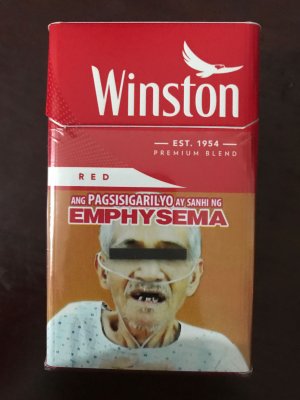 Winston
EST. 1954
PREMIUM BLEND
RED
ANG PAGSISIGARILYO AY SANHI NG
EMPHYSEMA